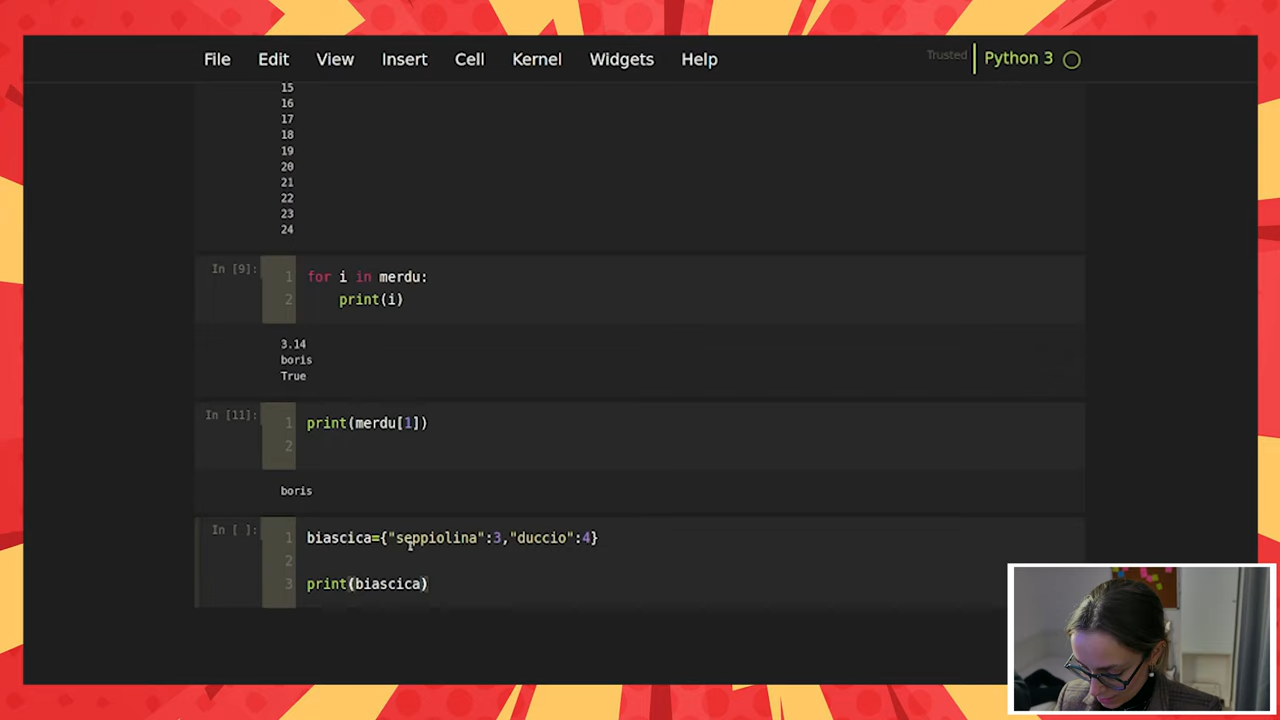 File Edit View Insert Cell Kernel Widgets Help Trusted Python 3
15
16
17
18
19
20
21
22
23
24
In [9]:
1 for i in merdu:
2 print(i)
3.14
boris
True
In [11]:
1 print(merdu[1])
2
boris
In [ ]:
1 biascica={"seppiolina":3,"duccio":4}
2
3 print(biascica)